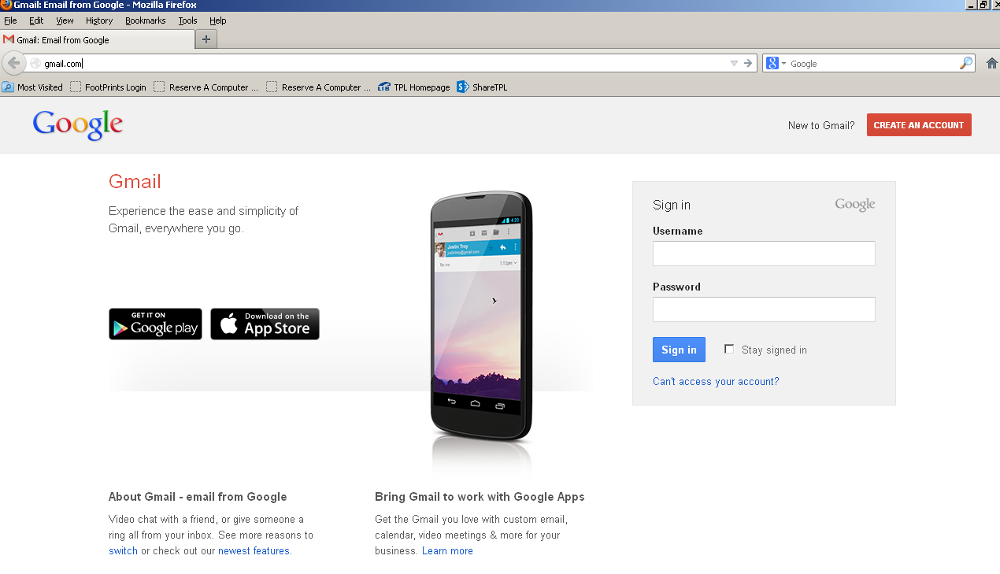 Gmail: Email from Google - Mozilla Firefox
File Edit View History Bookmarks Tools Help
Gmail: Email from Google
gmail.com
Google
Most Visited FootPrints Login Reserve A Computer ... Reserve A Computer ... TPL Homepage ShareTPL
Google
New to Gmail? CREATE AN ACCOUNT
Gmail
Experience the ease and simplicity of
Gmail, everywhere you go.
GET IT ON
Google play
Download on the
App Store
4:20
Justin Troy
justintroy@gmail.com
To: me
1:12pm
Sign in Google
Username
Password
Sign in Stay signed in
Can't access your account?
About Gmail - email from Google
Video chat with a friend, or give someone a
ring all from your inbox. See more reasons to
switch or check out our newest features.
Bring Gmail to work with Google Apps
Get the Gmail you love with custom email,
calendar, video meetings & more for your
business. Learn more